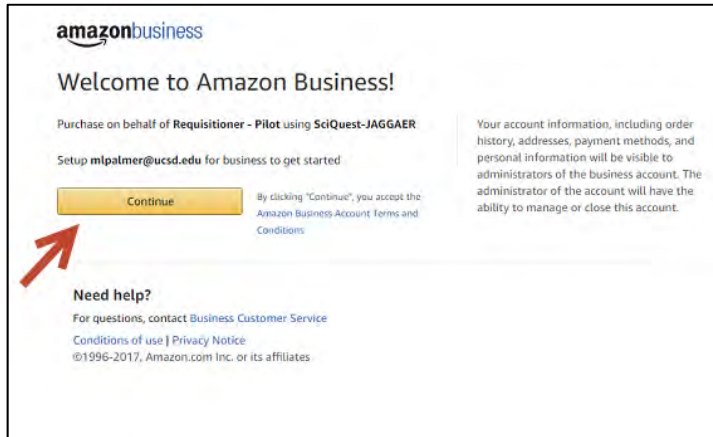 amazonbusiness
Welcome to Amazon Business!
Purchase on behalf of Requisitioner - Pilot using SciQuest-JAGGAER
Setup mlpalmer@ucsd.edu for business to get started
Continue
By clicking "Continue", you accept the
Amazon Business Account Terms and
Conditions
Your account information, including order
history, addresses, payment methods, and
personal information will be visible to
administrators of the business account. The
administrator of the account will have the
ability to manage or close this account.
Need help?
For questions, contact Business Customer Service
Conditions of use | Privacy Notice
©1996-2017, Amazon.com Inc. or its affiliates